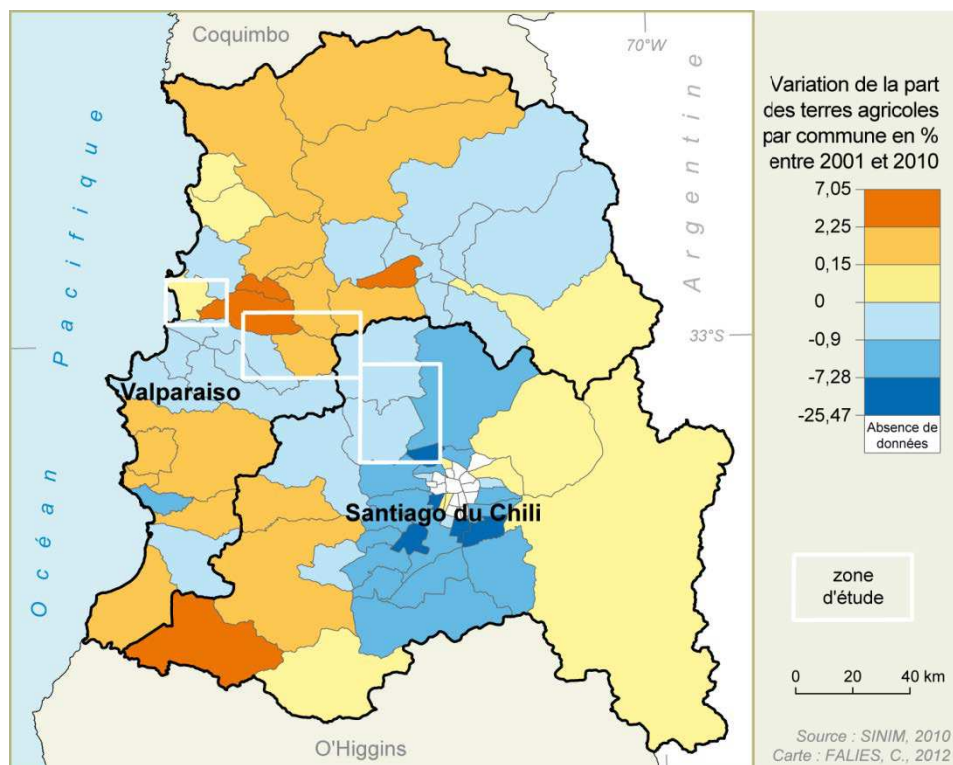 Coquimbo
70°W
Argentine
Océan Pacifique
33°S
Valparaiso
Santiago du Chili
O'Higgins
Variation de la part
des terres agricoles
par commune en %
entre 2001 et 2010
7,05
2,25
0,15
0
-0,9
-7,28
-25,47
Absence de
données
zone
d'étude
0 20 40 km
Source : SINIM, 2010
Carte : FALIES, C., 2012